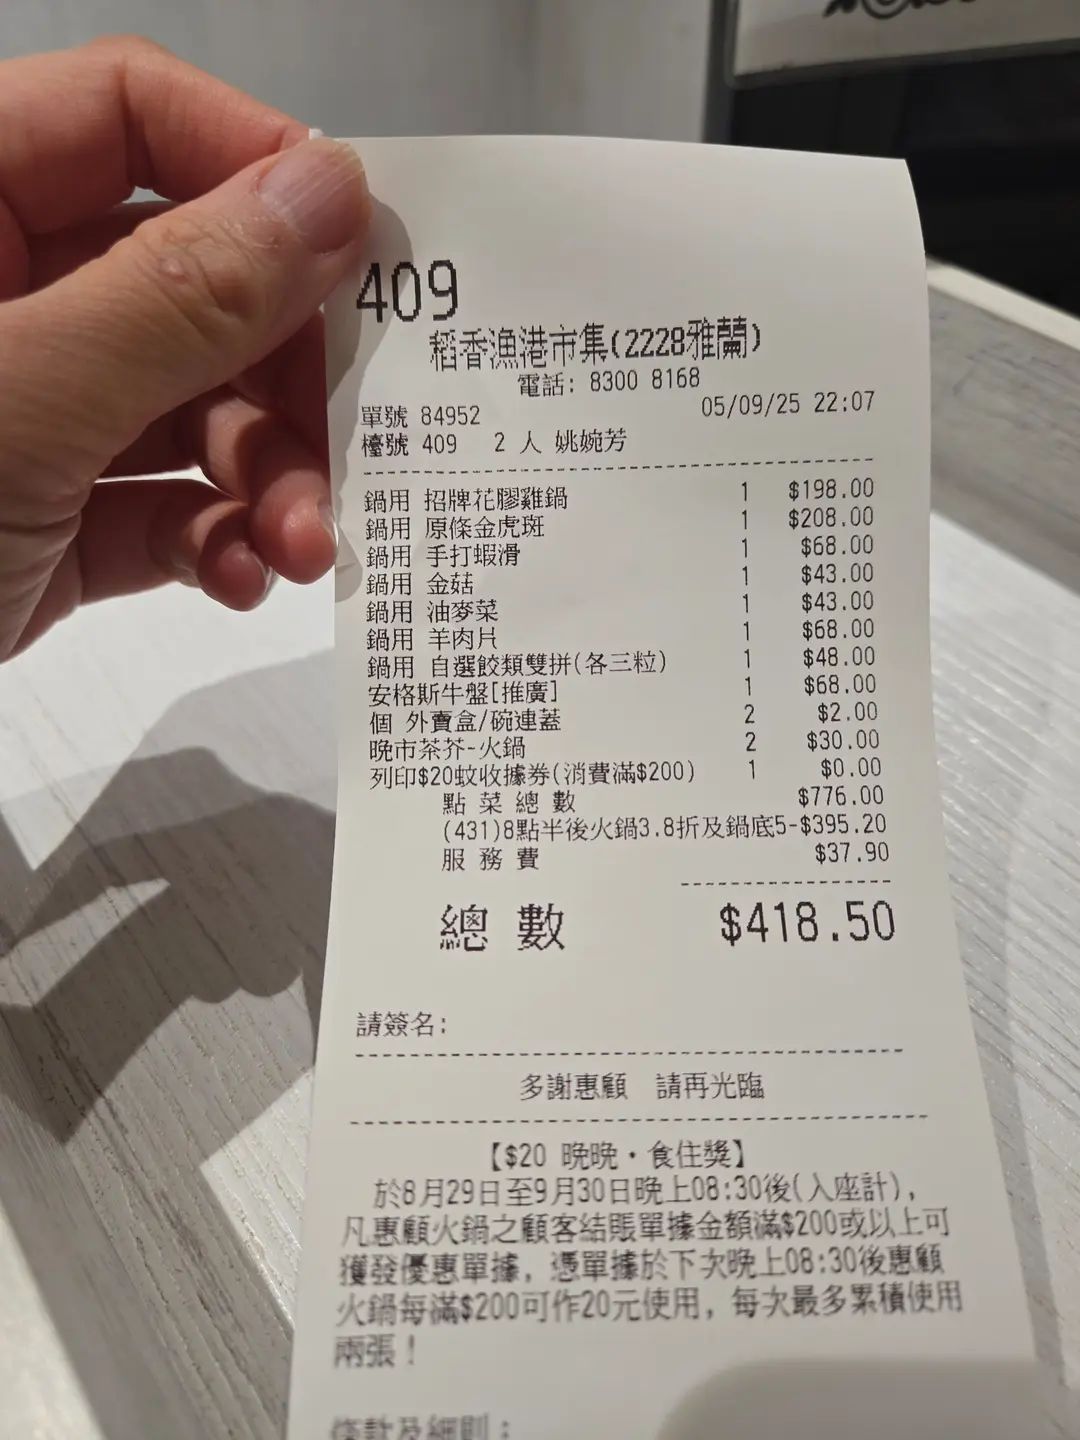 409
稻香漁港市集(2228雅蘭)
電話: 8300 8168
單號 84952 05/09/25 22:07
檯號 409 2 人 姚婉芳
鍋用 招牌花膠雞鍋 1 $198.00
鍋用 原條金虎斑 1 $208.00
鍋用 手打蝦滑 1 $68.00
鍋用 金菇 1 $43.00
鍋用 油麥菜 1 $43.00
鍋用 羊肉片 1 $68.00
鍋用 自選餃類雙拼(各三粒) 1 $48.00
安格斯牛盤[推廣] 1 $68.00
個 外賣盒/碗連蓋 2 $2.00
晚市茶芥-火鍋 2 $30.00
列印$20蚊收據券(消費滿$200) 1 $0.00
點 菜 總 數 $776.00
(431)8點半後火鍋3.8折及鍋底5-$395.20
服 務 費 $37.90
總 數 $418.50
請簽名:
多謝惠顧 請再光臨
【$20 晚晚・食住獎】
於8月29日至9月30日晚上08:30後(入座計),
凡惠顧火鍋之顧客結賬單據金額滿$200或以上可
獲發優惠單據, 憑單據於下次晚上08:30後惠顧
火鍋每滿$200可作20元使用, 每次最多累積使用
兩張!
條款及細則: